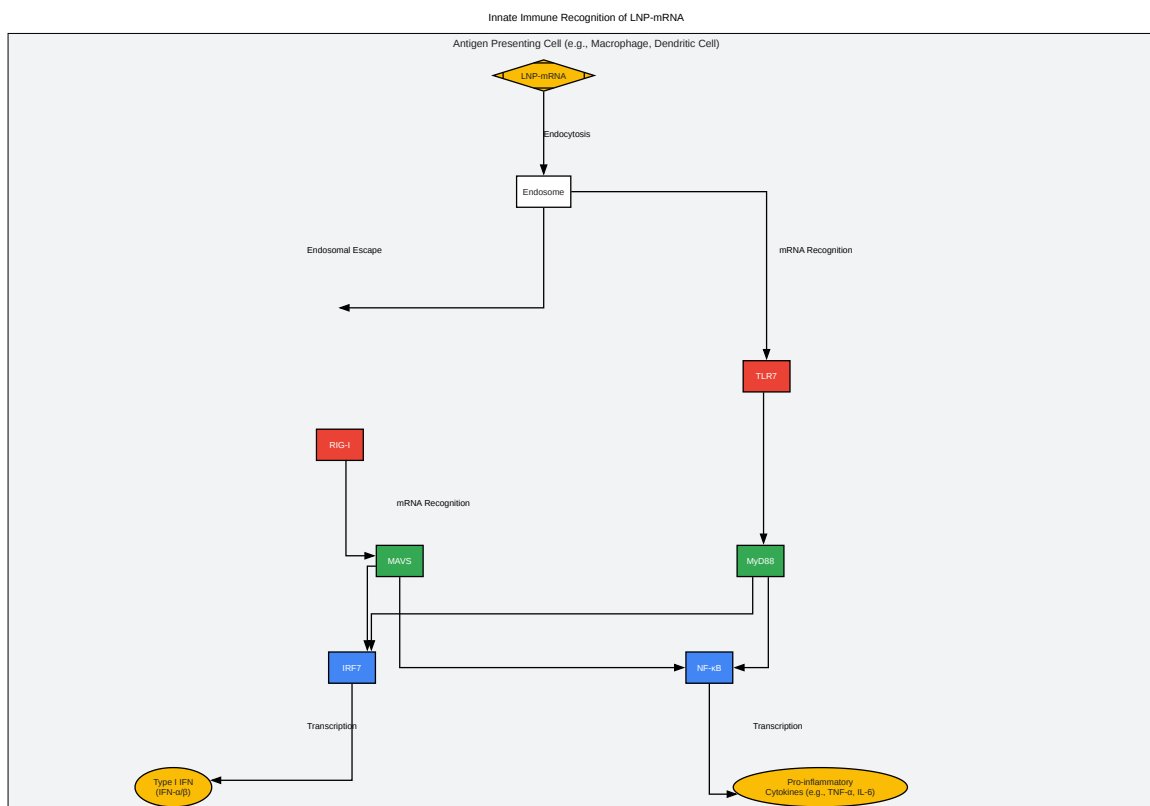 Innate Immune Recognition of LNP-mRNA
Antigen Presenting Cell (e.g., Macrophage, Dendritic Cell)
LNP-mRNA
Endocytosis
Endosome
Endosomal Escape
mRNA Recognition
TLR7
RIG-I
mRNA Recognition
MAVS
MyD88
IRF7
NF-κB
Transcription
Transcription
Type I IFN
(IFN-α/β)
Pro-inflammatory
Cytokines (e.g., TNF-α, IL-6)